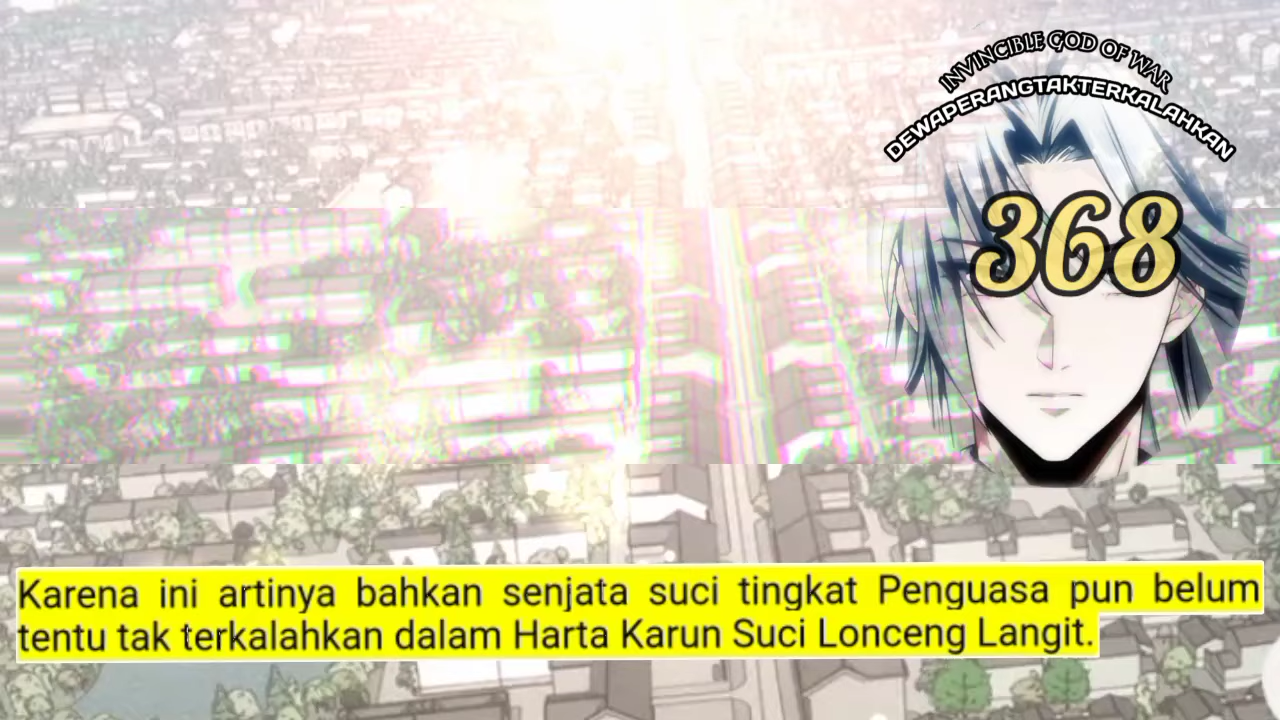 INVINCIBLE GOD OF WAR
DEWAPERANGTAKTERKALAHKAN
368
Karena ini artinya bahkan senjata suci tingkat Penguasa pun belum
tentu tak terkalahkan dalam Harta Karun Suci Lonceng Langit.